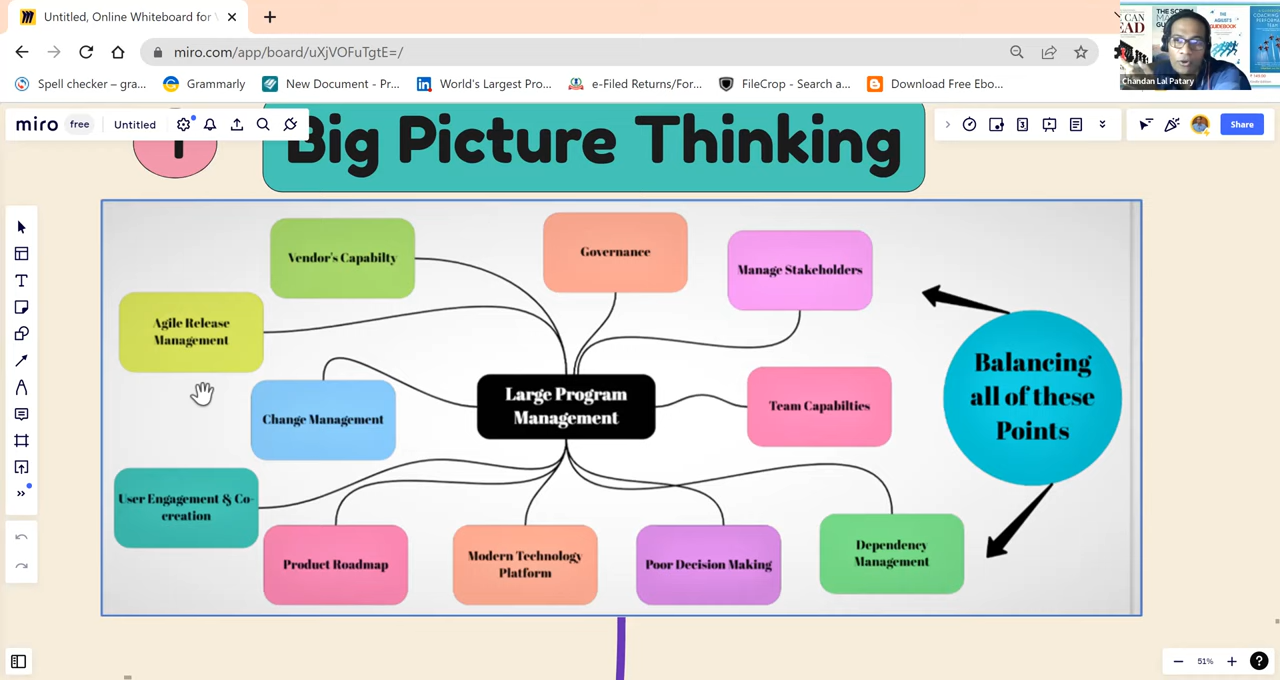 Untitled, Online Whiteboard for
miro.com/app/board/uXjVOFuTgtE=/
Spell checker – gra...
Grammarly
New Document - Pr...
World's Largest Pro...
e-Filed Returns/For...
FileCrop - Search a...
Download Free Ebo...
Chandan Lal Patary
miro
free
Untitled
Share
1
Big Picture Thinking
Vendor's Capabilty
Governance
Manage Stakeholders
Agile Release
Management
Change Management
Large Program
Management
Team Capabilties
Balancing
all of these
Points
User Engagement & Co-
creation
Product Roadmap
Modern Technology
Platform
Poor Decision Making
Dependency
Management
51%